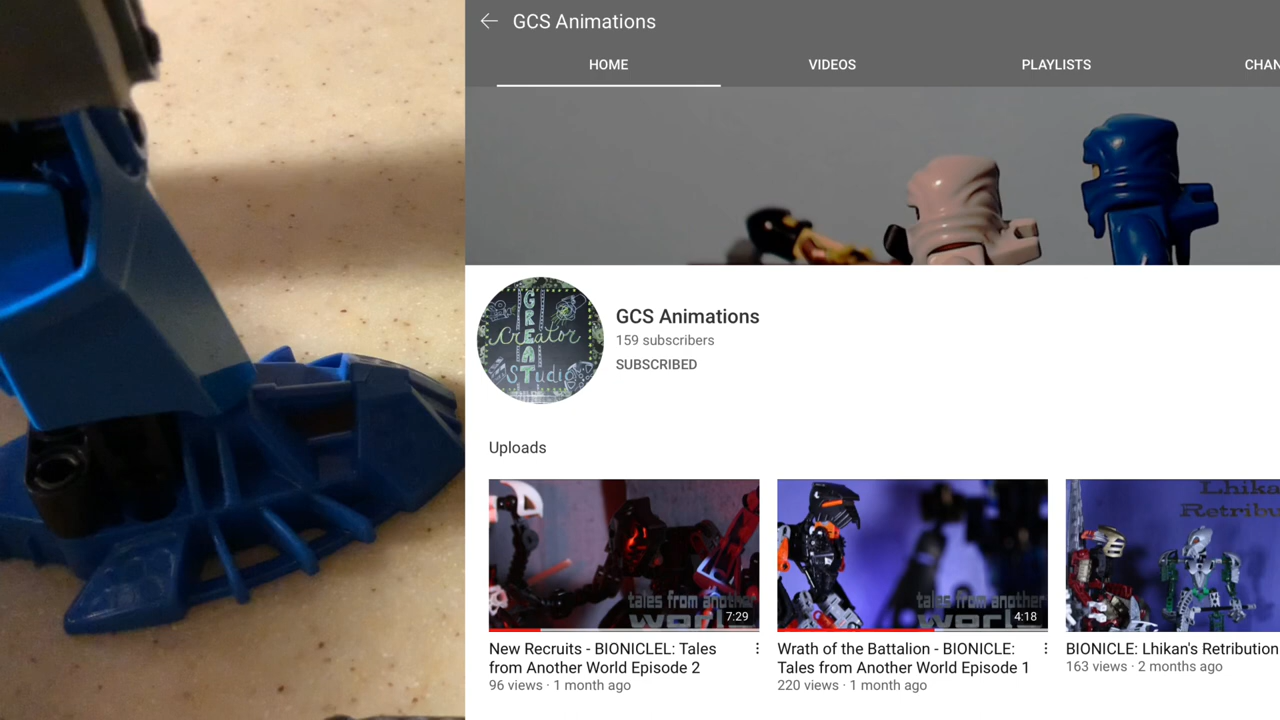 GCS Animations
HOME
VIDEOS
PLAYLISTS
CHAN
GREAT
Creator
Studio
GCS Animations
159 subscribers
SUBSCRIBED
Uploads
tales from another
world
7:29
tales from another
world
4:18
Lhika
Retribu
New Recruits - BIONICLEL: Tales
from Another World Episode 2
96 views · 1 month ago
Wrath of the Battalion - BIONICLE:
Tales from Another World Episode 1
220 views · 1 month ago
BIONICLE: Lhikan's Retribution
163 views · 2 months ago